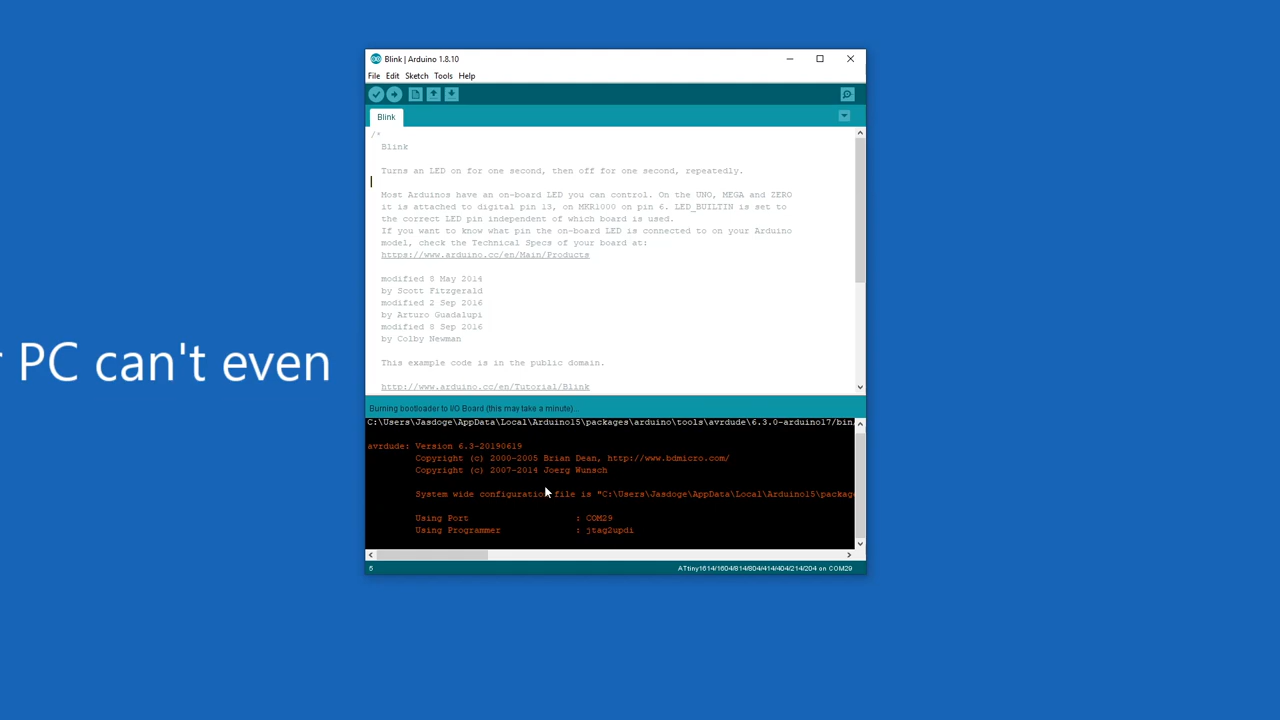 Blink | Arduino 1.8.10
File Edit Sketch Tools Help
Blink
/*
Blink
Turns an LED on for one second, then off for one second, repeatedly.
Most Arduinos have an on-board LED you can control. On the UNO, MEGA and ZERO
it is attached to digital pin 13, on MKR1000 on pin 6. LED_BUILTIN is set to
the correct LED pin independent of which board is used.
If you want to know what pin the on-board LED is connected to on your Arduino
model, check the Technical Specs of your board at:
https://www.arduino.cc/en/Main/Products
modified 8 May 2014
by Scott Fitzgerald
modified 2 Sep 2016
by Arturo Guadalupi
modified 8 Sep 2016
by Colby Newman
This example code is in the public domain.
http://www.arduino.cc/en/Tutorial/Blink
PC can't even
Burning bootloader to I/O Board (this may take a minute)...
C:\Users\Jasdoge\AppData\Local\Arduino15\packages\arduino\tools\avrdude\6.3.0-arduino17/bin/
avrdude: Version 6.3-20190619
Copyright (c) 2000-2005 Brian Dean, http://www.bdmicro.com/
Copyright (c) 2007-2014 Joerg Wunsch
System wide configuration file is "C:\Users\Jasdoge\AppData\Local\Arduino15\package
Using Port : COM29
Using Programmer : jtag2updi
5 ATtiny1614/1604/814/804/414/404/214/204 on COM29